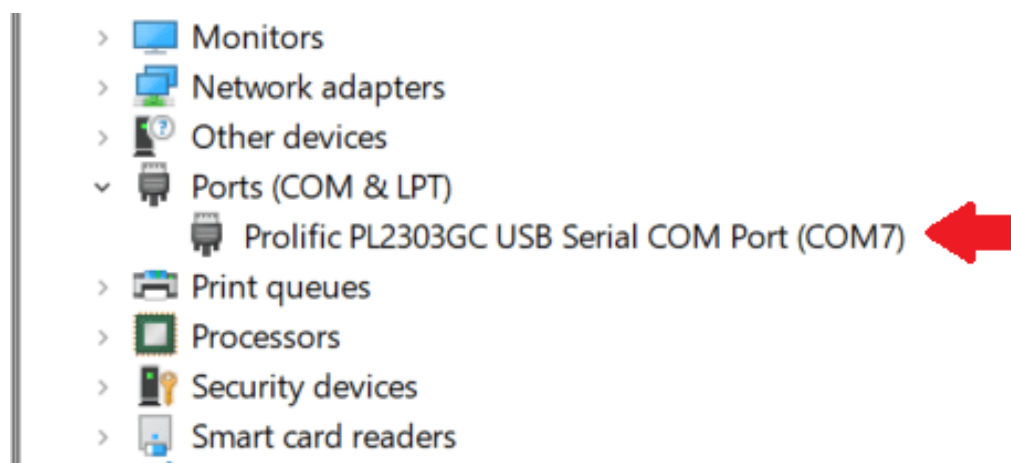 Monitors
Network adapters
Other devices
Ports (COM & LPT)
Prolific PL2303GC USB Serial COM Port (COM7)
Print queues
Processors
Security devices
Smart card readers